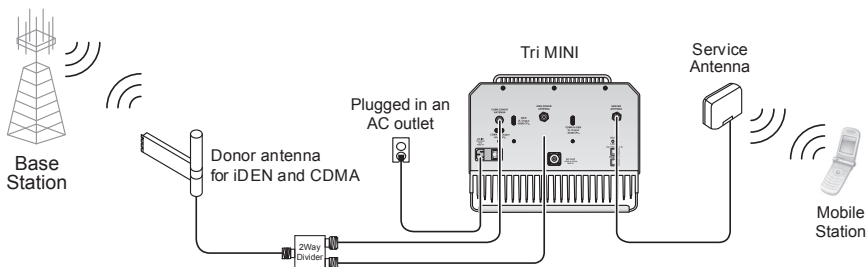 Tri MINI
Service
Antenna
Plugged in an
AC outlet
Base
Station
Donor antenna
for iDEN and CDMA
2Way
Divider
Mobile
Station